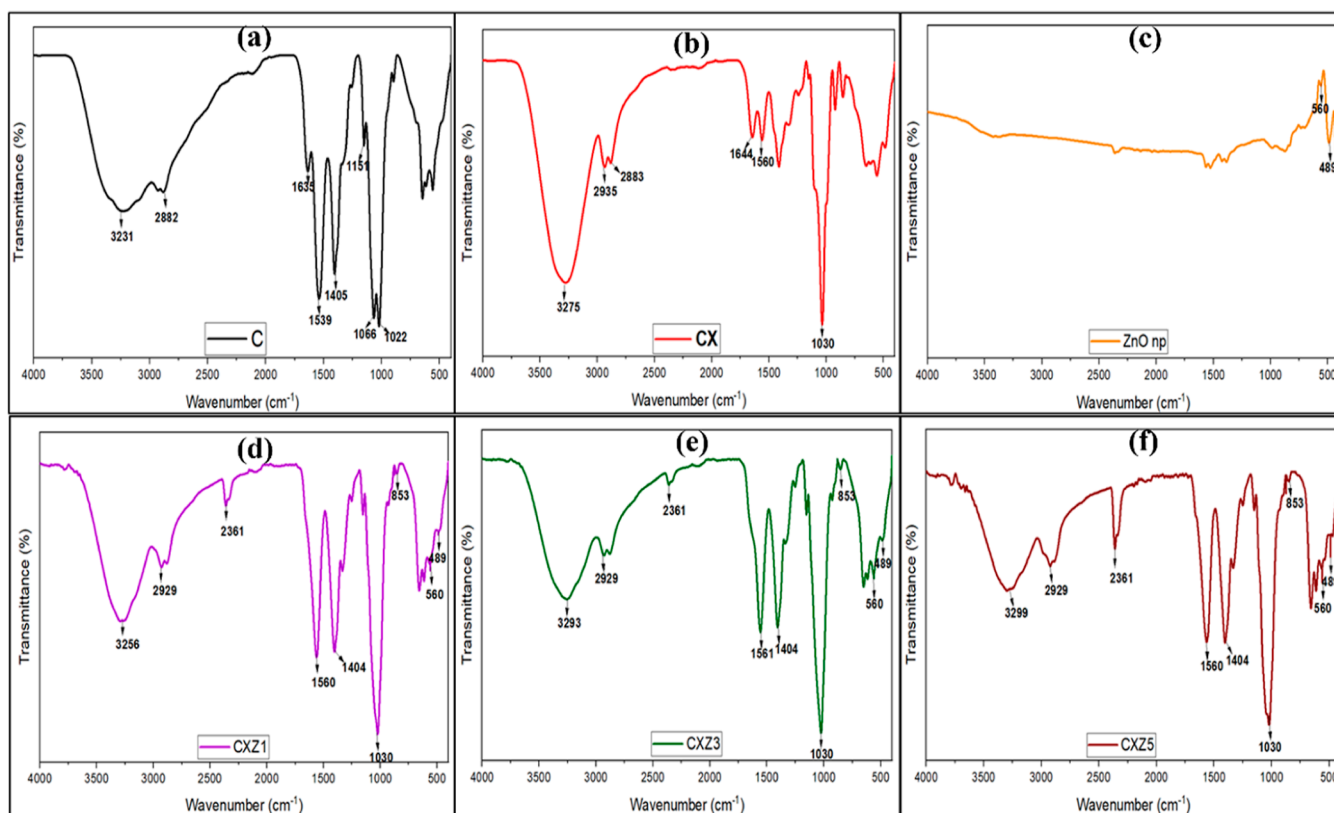 (a)
Transmittance (%)
3231
2882
1635
1539
1405
1151
1066
1022
C
4000 3500 3000 2500 2000 1500 1000 500
Wavenumber (cm⁻¹)
(b)
Transmittance (%)
3275
2935
2883
1644
1560
1030
CX
4000 3500 3000 2500 2000 1500 1000 500
Wavenumber (cm⁻¹)
(c)
Transmittance (%)
560
489
ZnO np
4000 3500 3000 2500 2000 1500 1000 500
Wavenumber (cm⁻¹)
(d)
Transmittance (%)
3256
2929
2361
1560
1404
1030
853
560
489
CXZ1
4000 3500 3000 2500 2000 1500 1000 500
Wavenumber (cm⁻¹)
(e)
Transmittance (%)
3293
2929
2361
1561
1404
1030
853
560
489
CXZ3
4000 3500 3000 2500 2000 1500 1000 500
Wavenumber (cm⁻¹)
(f)
Transmittance (%)
3299
2929
2361
1560
1404
1030
853
560
CXZ5
4000 3500 3000 2500 2000 1500 1000 500
Wavenumber (cm⁻¹)